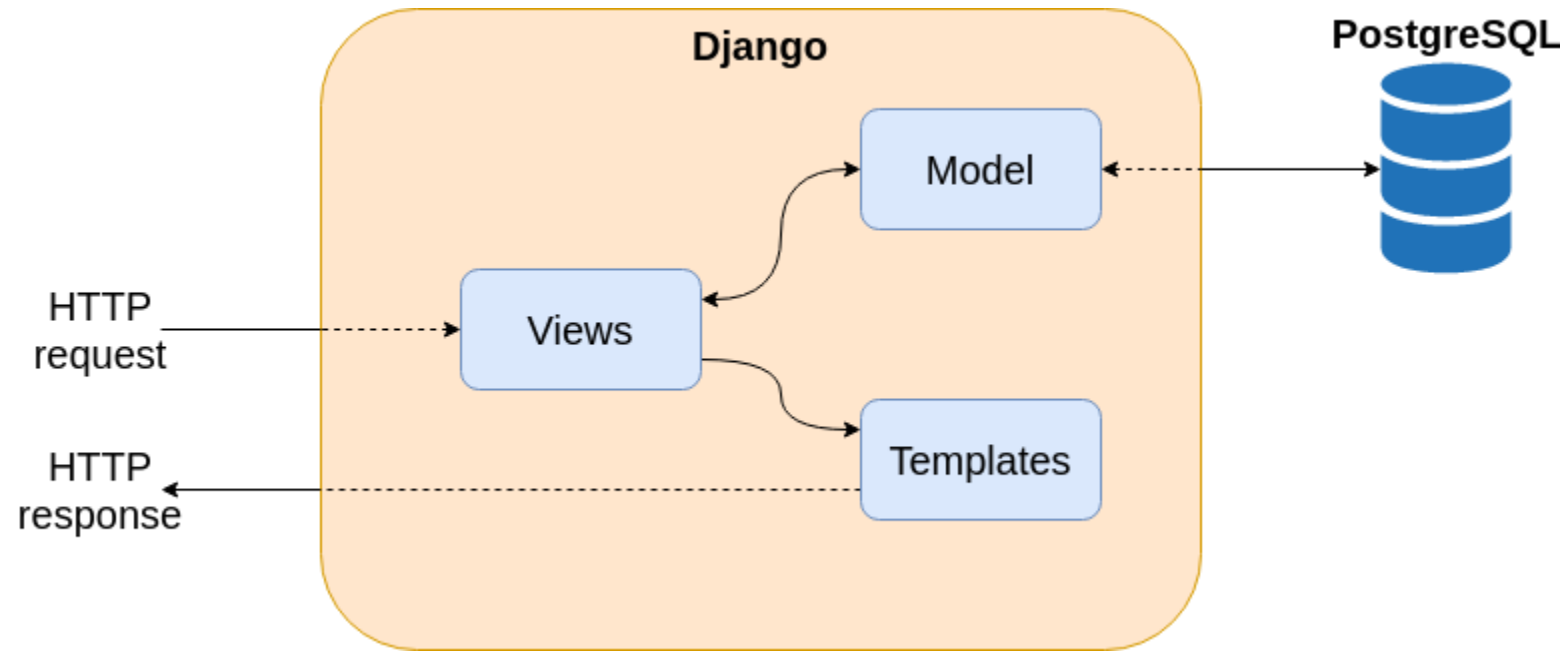 Django
PostgreSQL
Model
HTTP
request
Views
HTTP
response
Templates